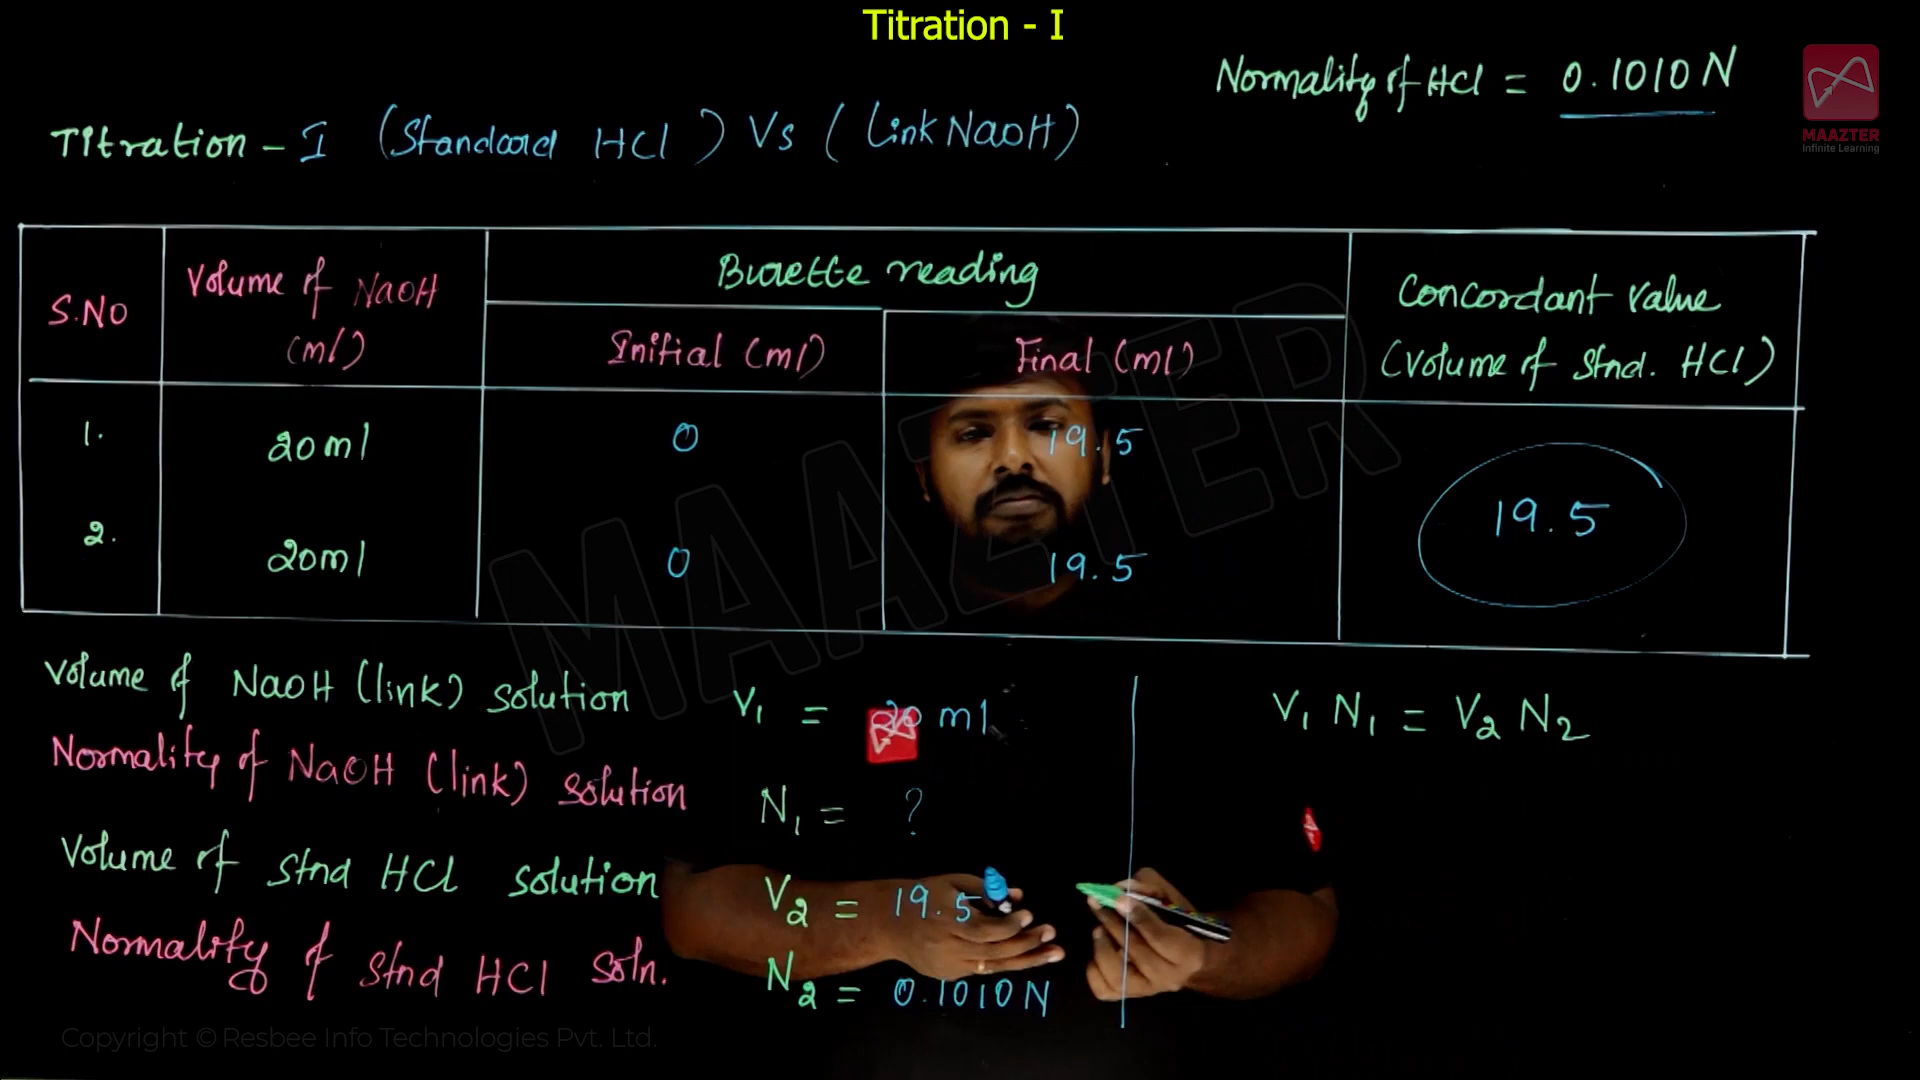 Titration - I
Normality of HCl = 0.1010 N
MAAZTER
Infinite Learning
Titration - I (Standard HCl) Vs (Link NaOH)
S.NO
Volume of NaOH (ml)
Burette reading
Initial (ml)
Final (ml)
Concordant Value
(Volume of Stnd. HCl)
1. 20ml 0 19.5
19.5
2. 20ml 0 19.5
MAAZTER
Volume of NaOH (link) solution V1 = 20 ml
V1 N1 = V2 N2
Normality of NaOH (link) solution N1 = ?
Volume of Stnd HCl solution V2 = 19.5
Normality of Stnd HCl Soln. N2 = 0.1010 N
Copyright © Resbee Info Technologies Pvt. Ltd.